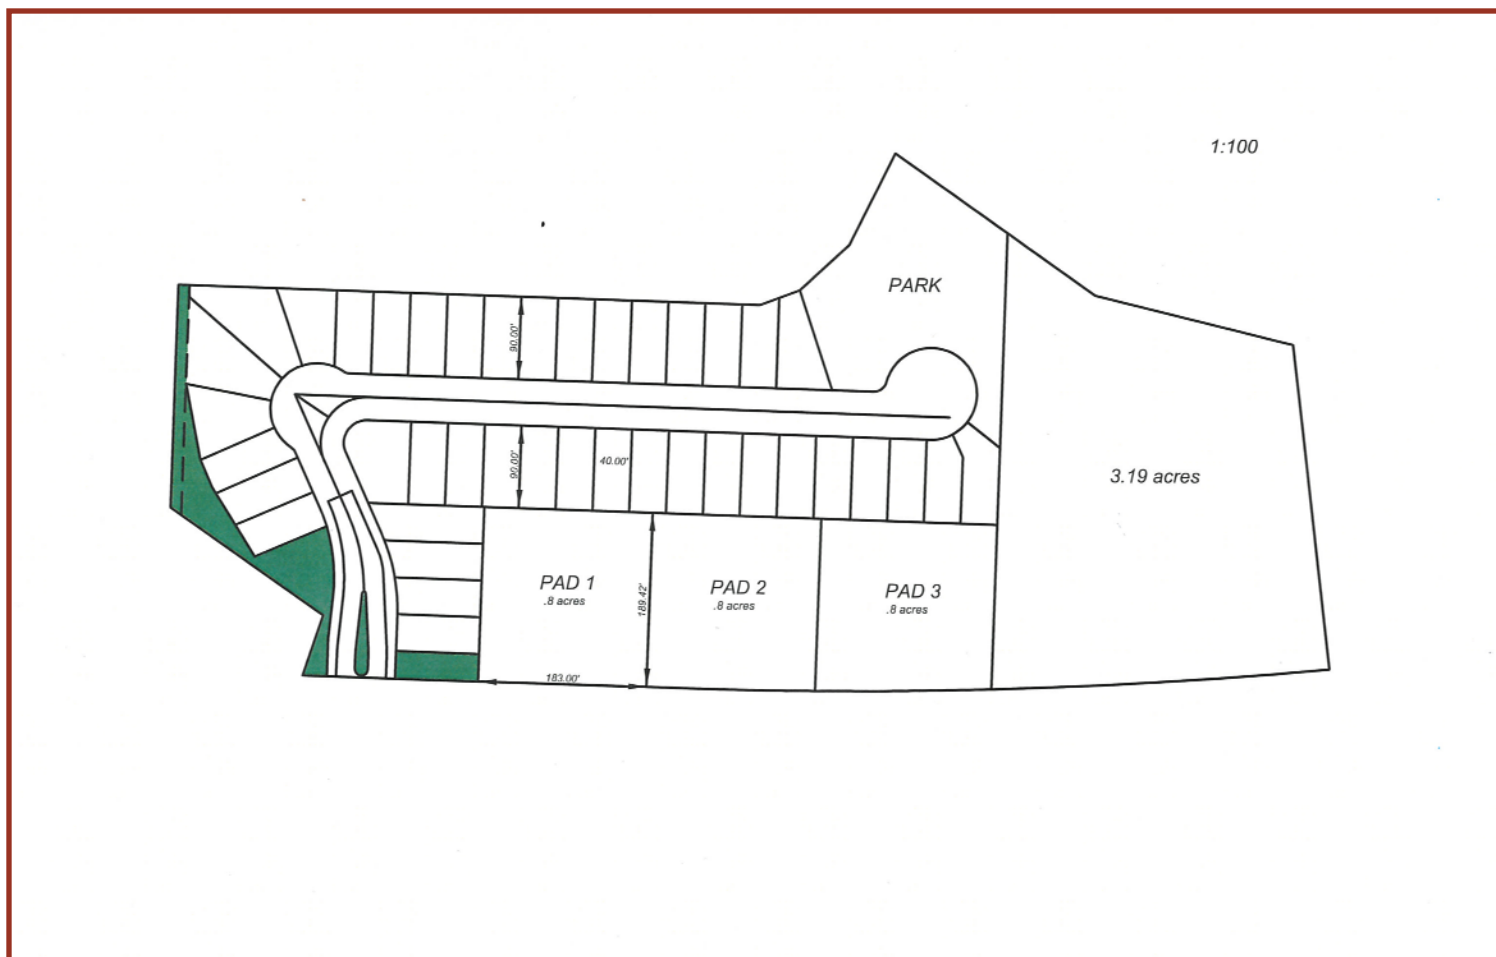 1:100
PARK
90.00'
90.00'
40.00'
3.19 acres
PAD 1
.8 acres
189.42'
PAD 2
.8 acres
PAD 3
.8 acres
183.00'